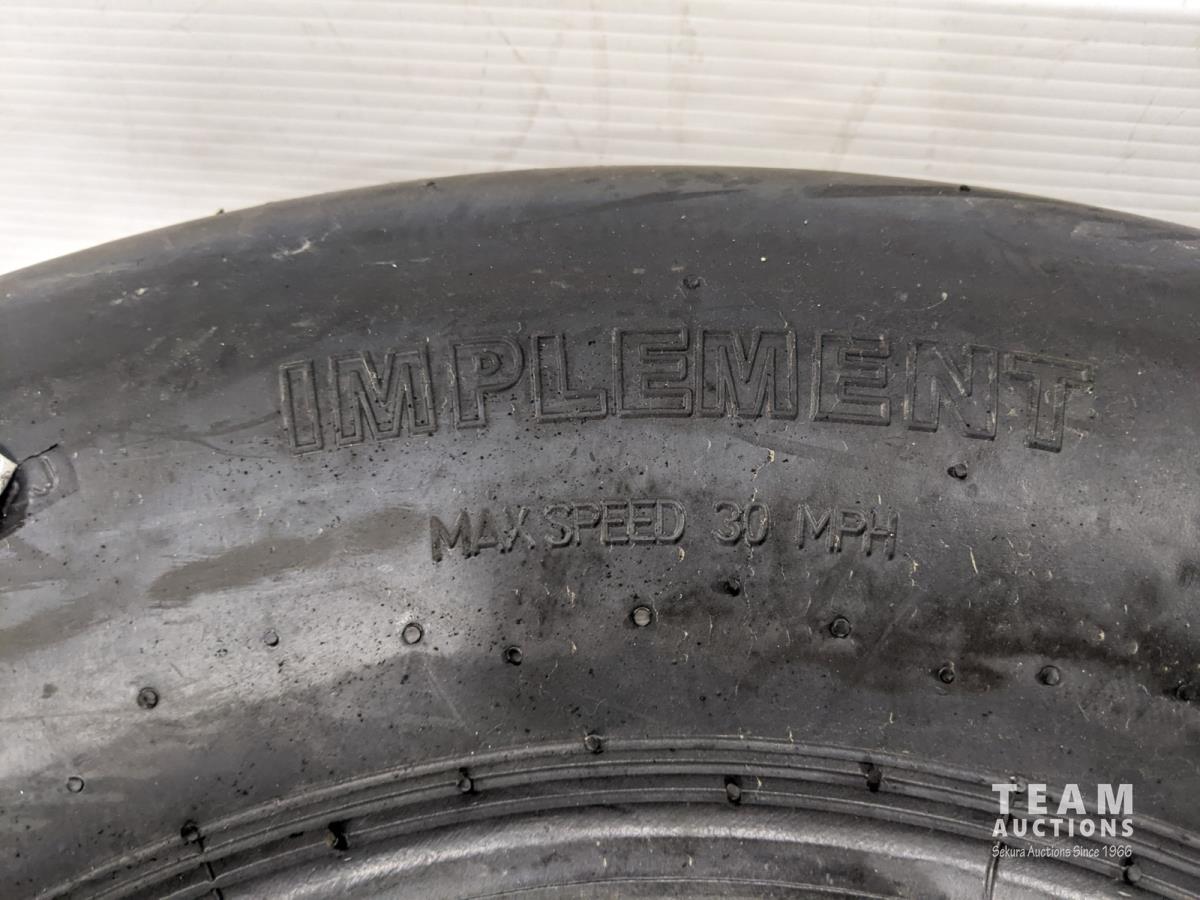 IMPLEMENT
MAX SPEED 30 MPH
TEAM
AUCTIONS
Sekura Auctions Since 1966